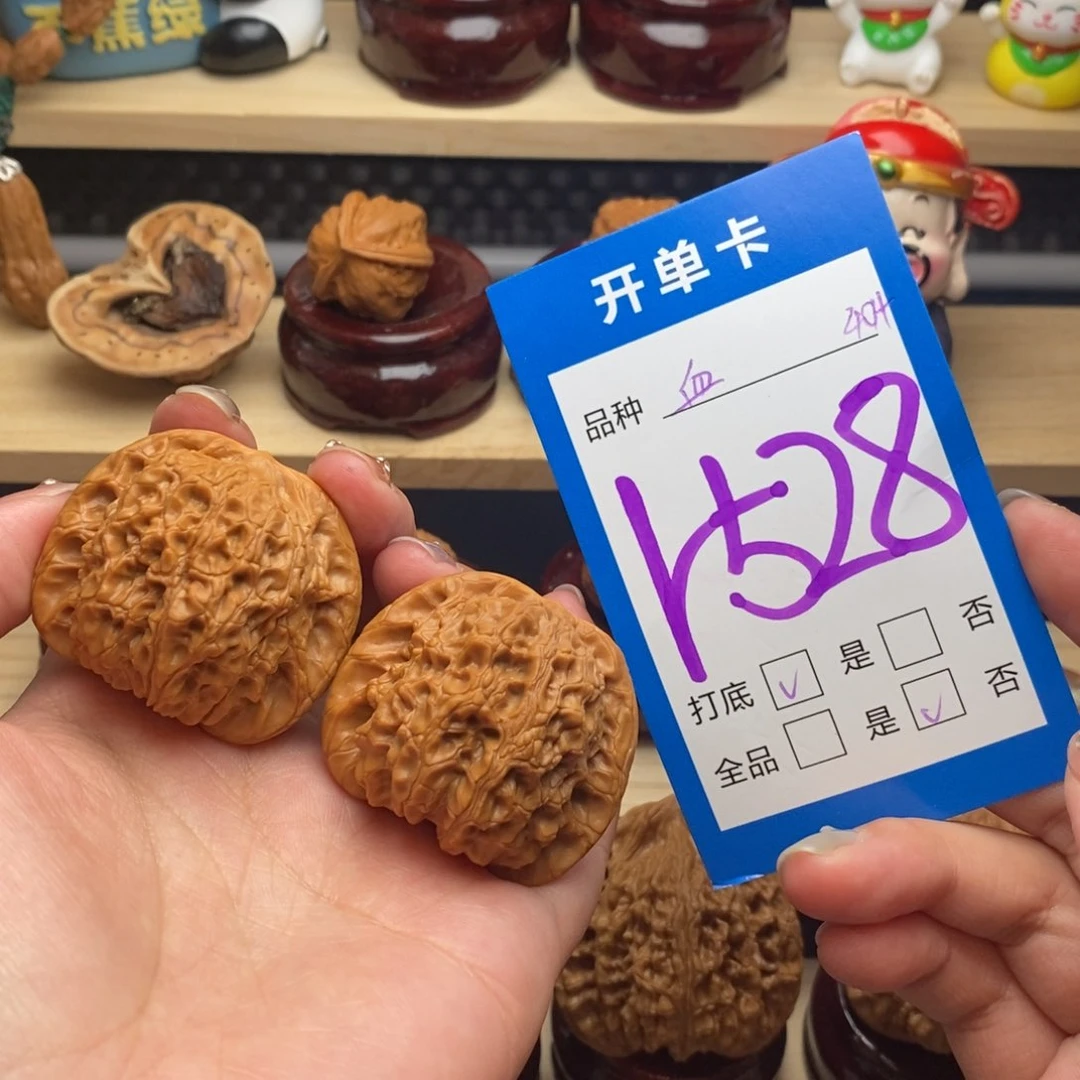 开单卡
品种 血 404
1528
打底 ✓ 是 □ 否
全品 □ 是 ✓ 否